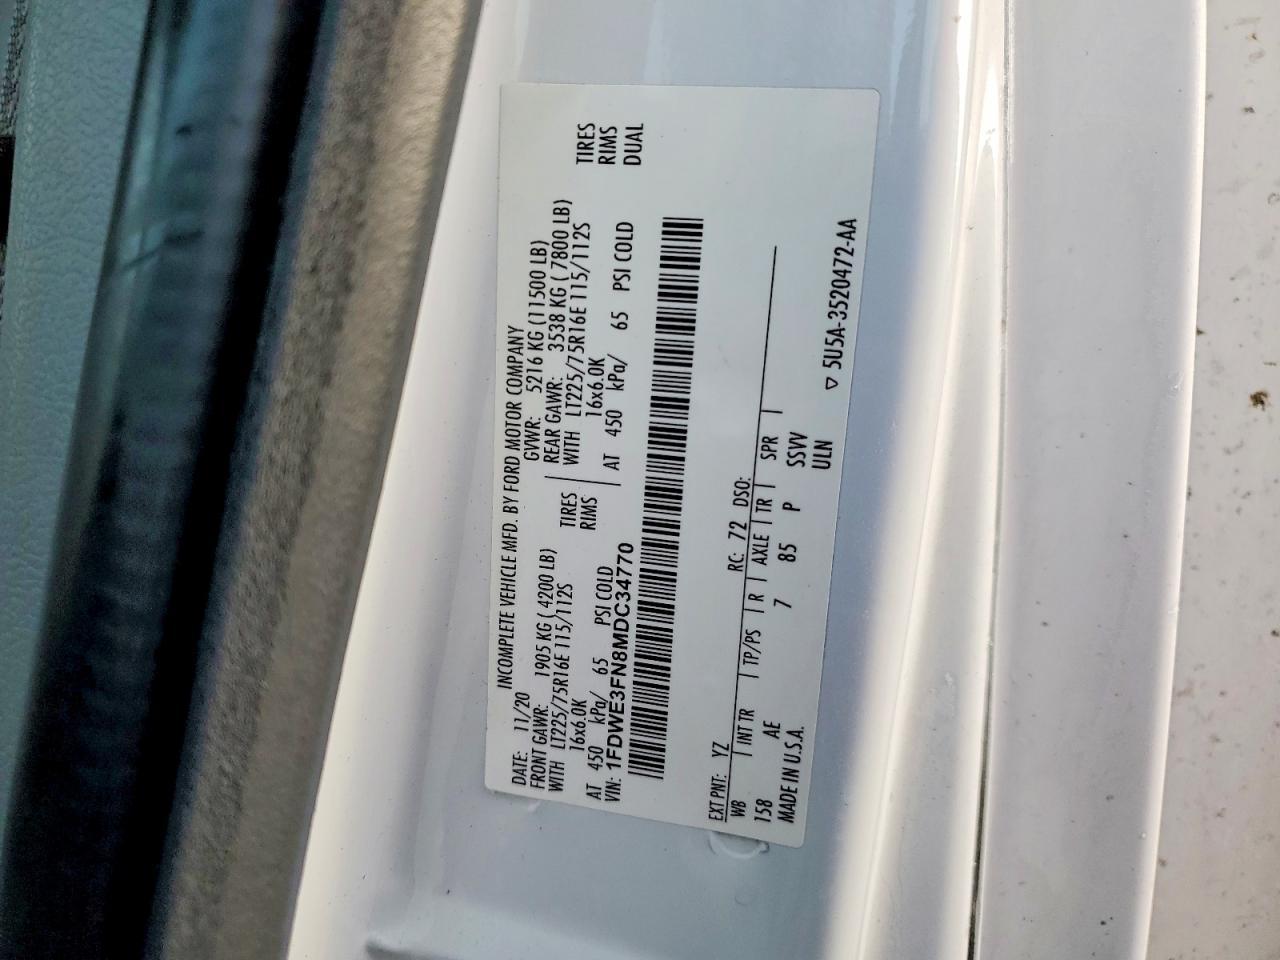 INCOMPLETE VEHICLE MFD. BY FORD MOTOR COMPANY
DATE: 11/20 GVWR: 5216 KG (11500 LB)
FRONT GAWR: 1905 KG ( 4200 LB) REAR GAWR: 3538 KG ( 7800 LB)
WITH LT225/75R16E 115/112S TIRES WITH LT225/75R16E 115/112S TIRES
16x6.0K RIMS 16x6.0K RIMS
AT 450 kPa/ 65 PSI COLD AT 450 kPa/ 65 PSI COLD DUAL
VIN: 1FDWE3FN8MDC34770
EXT PNT: YZ RC: 72 DSO:
WB INT TR TP/PS R AXLE TR SPR
158 AE 7 85 P SSVV
MADE IN U.S.A. ULN
▽ 5U5A-3520472-AA